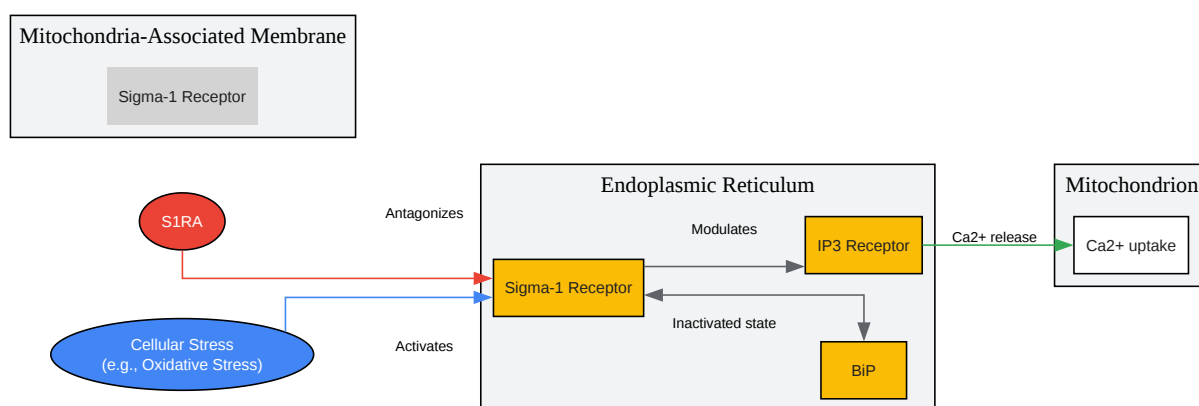 Mitochondria-Associated Membrane
Sigma-1 Receptor
S1RA
Antagonizes
Cellular Stress
(e.g., Oxidative Stress)
Activates
Endoplasmic Reticulum
Sigma-1 Receptor
Modulates
IP3 Receptor
Inactivated state
BiP
Ca2+ release
Mitochondrion
Ca2+ uptake